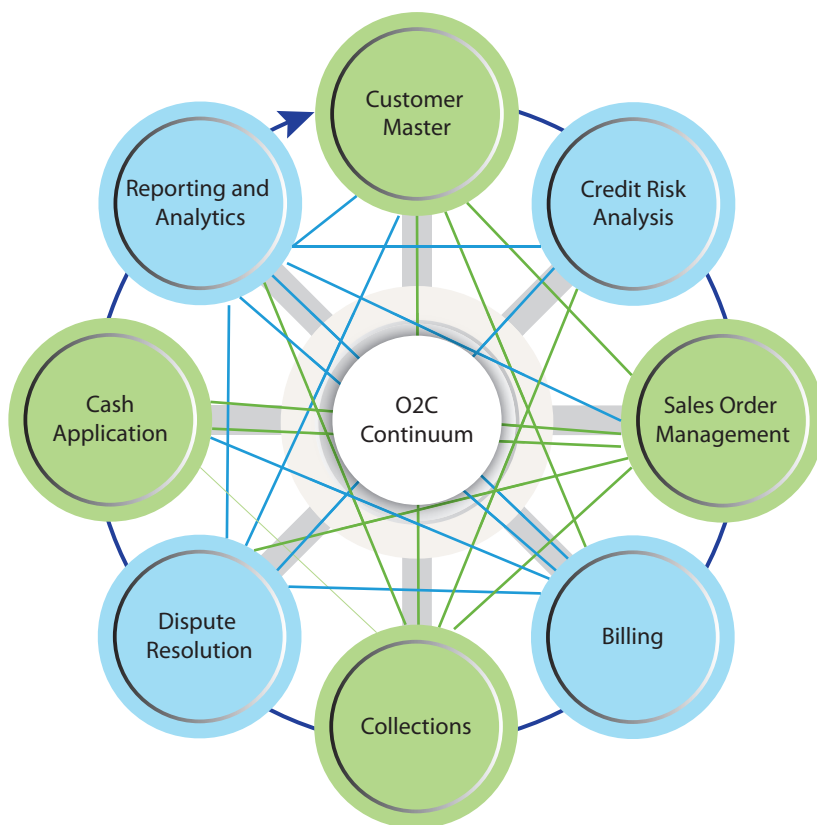 Customer
Master
Credit Risk
Analysis
Sales Order
Management
Billing
Collections
Dispute
Resolution
Cash
Application
Reporting and
Analytics
O2C
Continuum